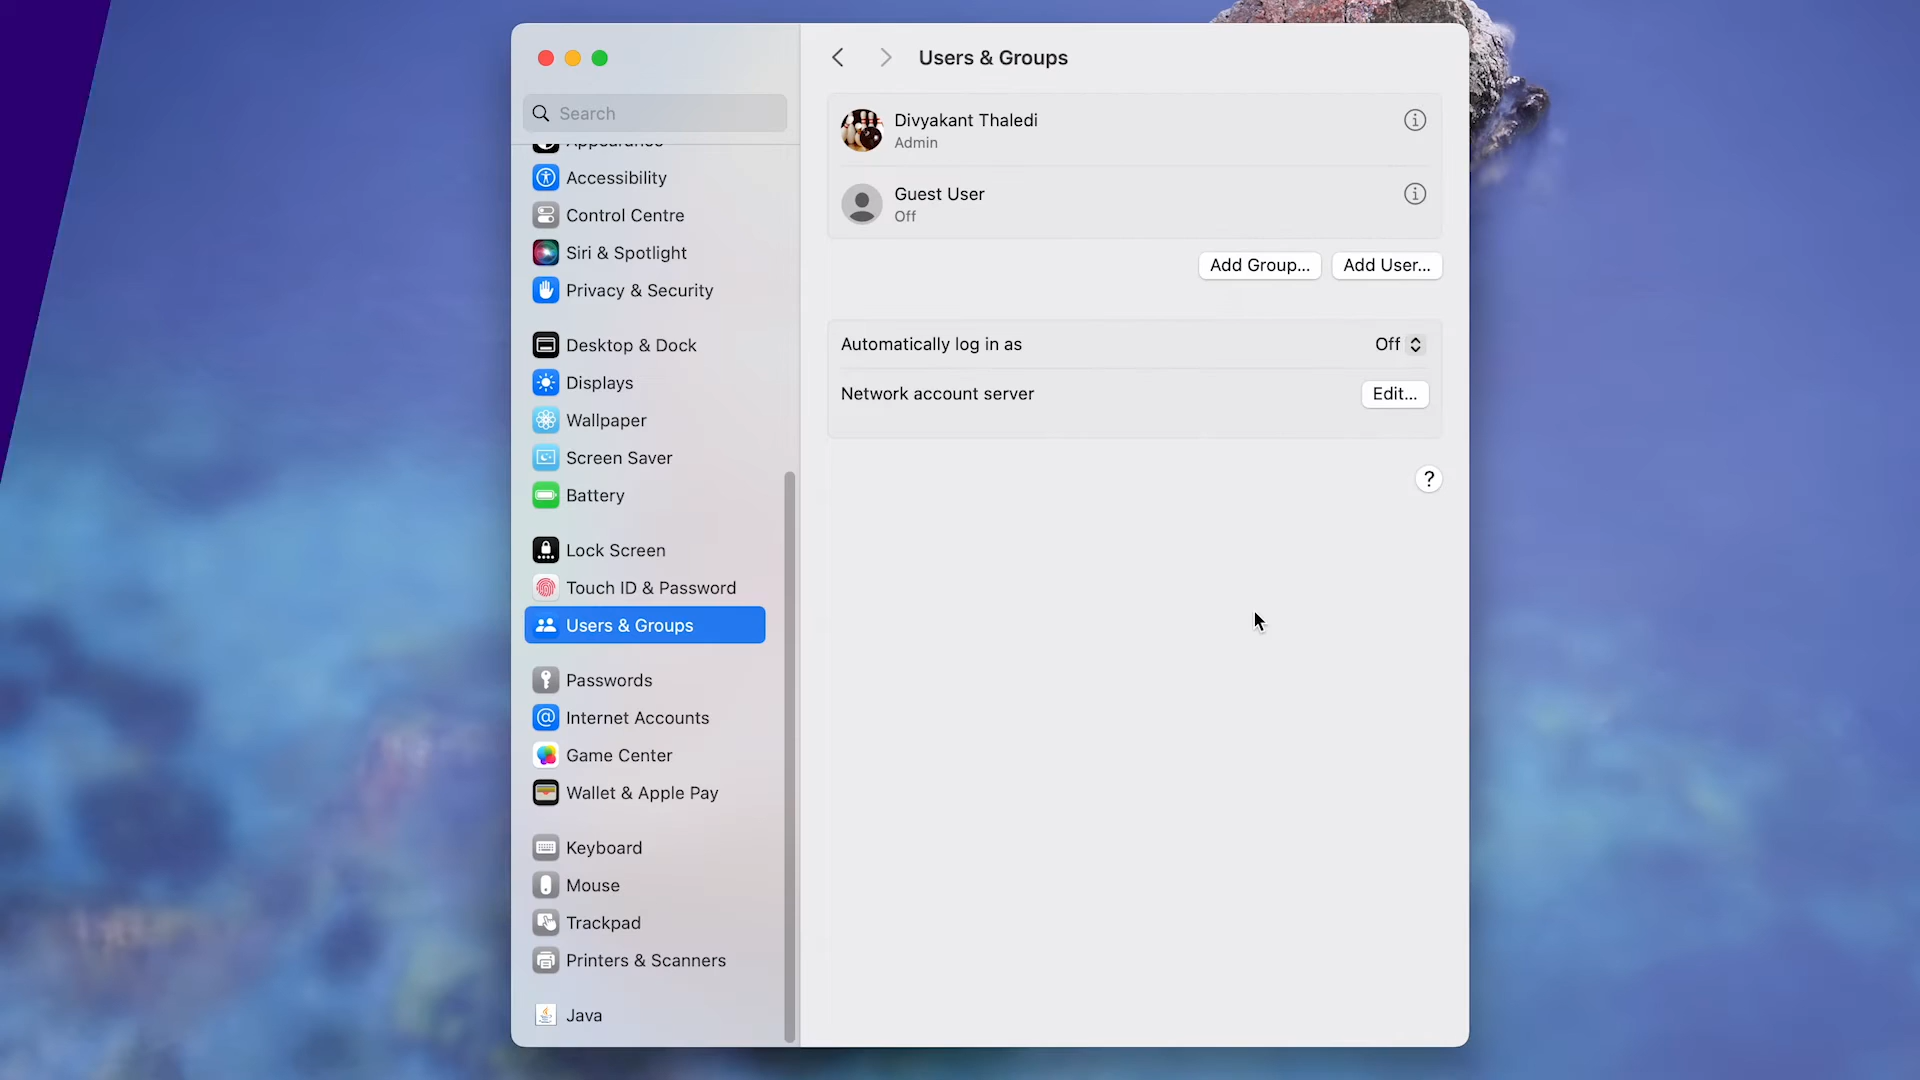 Users & Groups
Search
Appearance
Accessibility
Control Centre
Siri & Spotlight
Privacy & Security
Desktop & Dock
Displays
Wallpaper
Screen Saver
Battery
Lock Screen
Touch ID & Password
Users & Groups
Passwords
Internet Accounts
Game Center
Wallet & Apple Pay
Keyboard
Mouse
Trackpad
Printers & Scanners
Java
Divyakant Thaledi
Admin
Guest User
Off
Add Group...
Add User...
Automatically log in as
Off
Network account server
Edit...
?